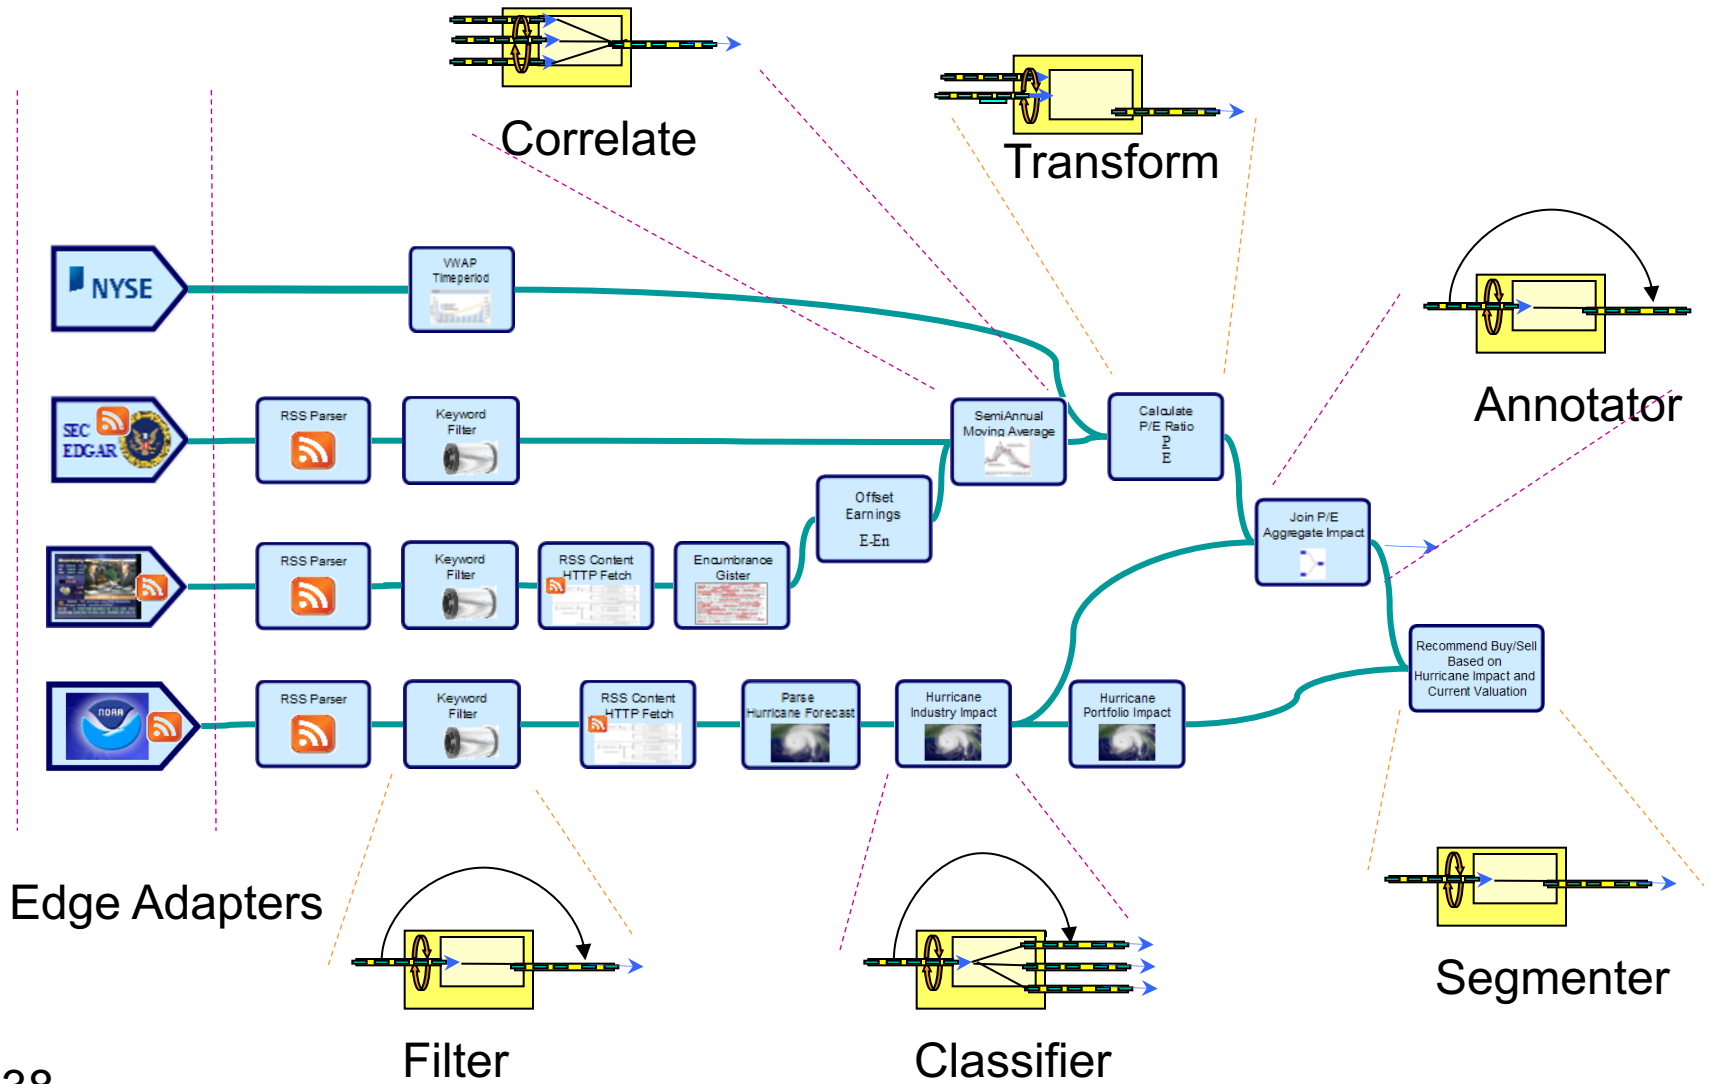 Correlate
Transform
NYSE
VWAP
Timeperiod
Annotator
SEC
EDGAR
RSS Parser
Keyword
Filter
SemiAnnual
Moving Average
Calculate
P/E Ratio
P
E
Offset
Earnings
E-En
Join P/E
Aggregate Impact
RSS Parser
Keyword
Filter
RSS Content
HTTP Fetch
Encumbrance
Gister
Recommend Buy/Sell
Based on
Hurricane Impact and
Current Valuation
NOAA
RSS Parser
Keyword
Filter
RSS Content
HTTP Fetch
Parse
Hurricane Forecast
Hurricane
Industry Impact
Hurricane
Portfolio Impact
Edge Adapters
Segmenter
Filter
Classifier
38